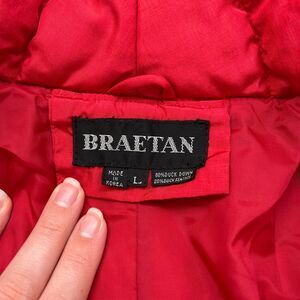 BRAETAN
MADE IN KOREA
L
80% DUCK DOWN
20% DUCK FEATHER